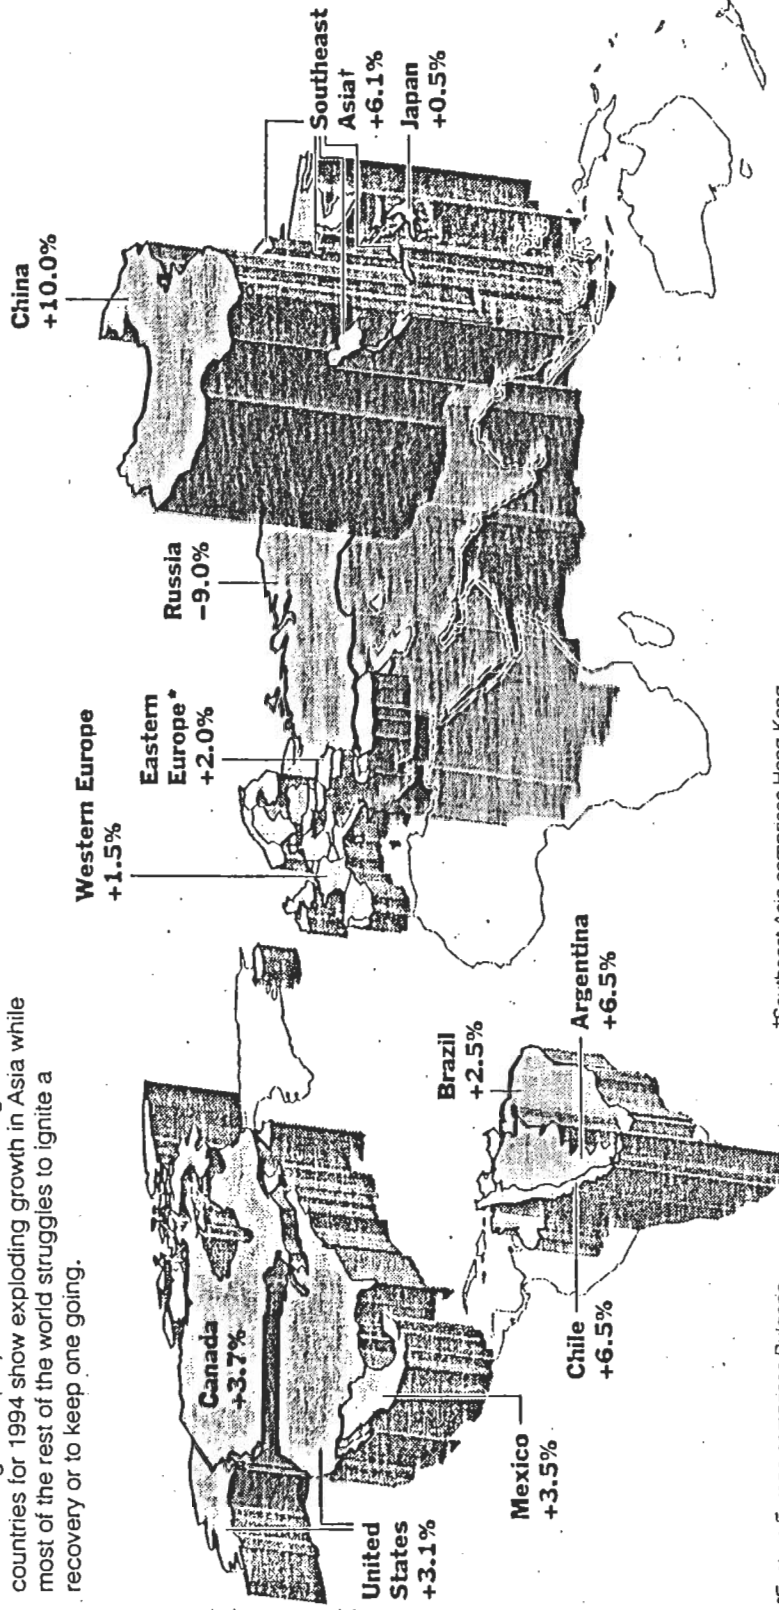 countries for 1994 show exploding growth in Asia while
most of the rest of the world struggles to ignite a
recovery or to keep one going.
China
+10.0%
Southeast
Asia†
+6.1%
Japan
+0.5%
Russia
−9.0%
Eastern
Europe*
+2.0%
Western Europe
+1.5%
Canada
+3.7%
United
States
+3.1%
Mexico
+3.5%
Chile
+6.5%
Brazil
+2.5%
Argentina
+6.5%